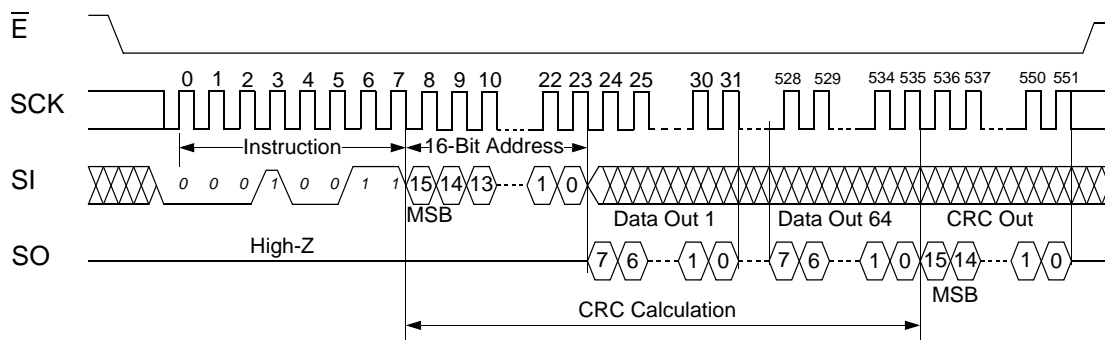 E
SCK 0 1 2 3 4 5 6 7 8 9 10 22 23 24 25 30 31 528 529 534 535 536 537 550 551
Instruction 16-Bit Address
SI 0 0 0 1 0 0 1 1 15 14 13 1 0
MSB Data Out 1 Data Out 64 CRC Out
High-Z
SO 7 6 1 0 7 6 1 0 15 14 1 0
MSB
CRC Calculation